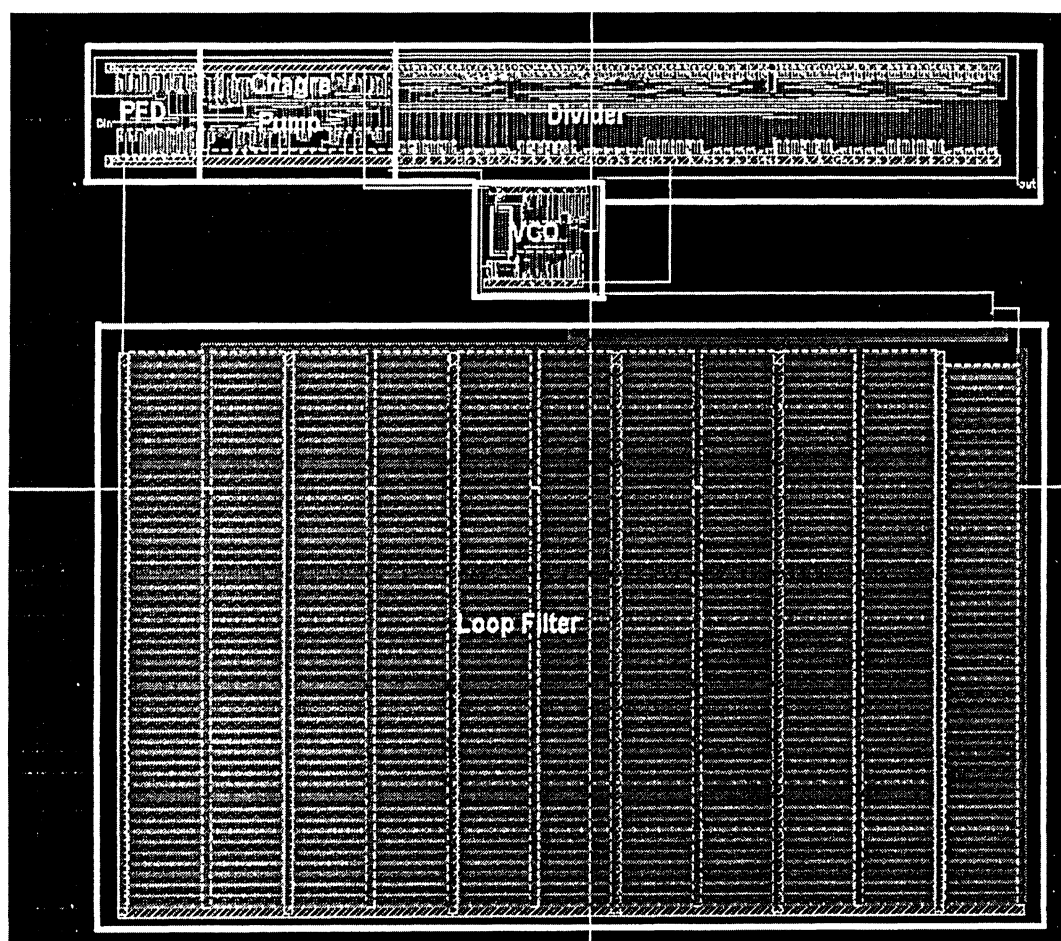 Chagre
PFD
Pump
Divider
Din
out
VCO
Loop Filter